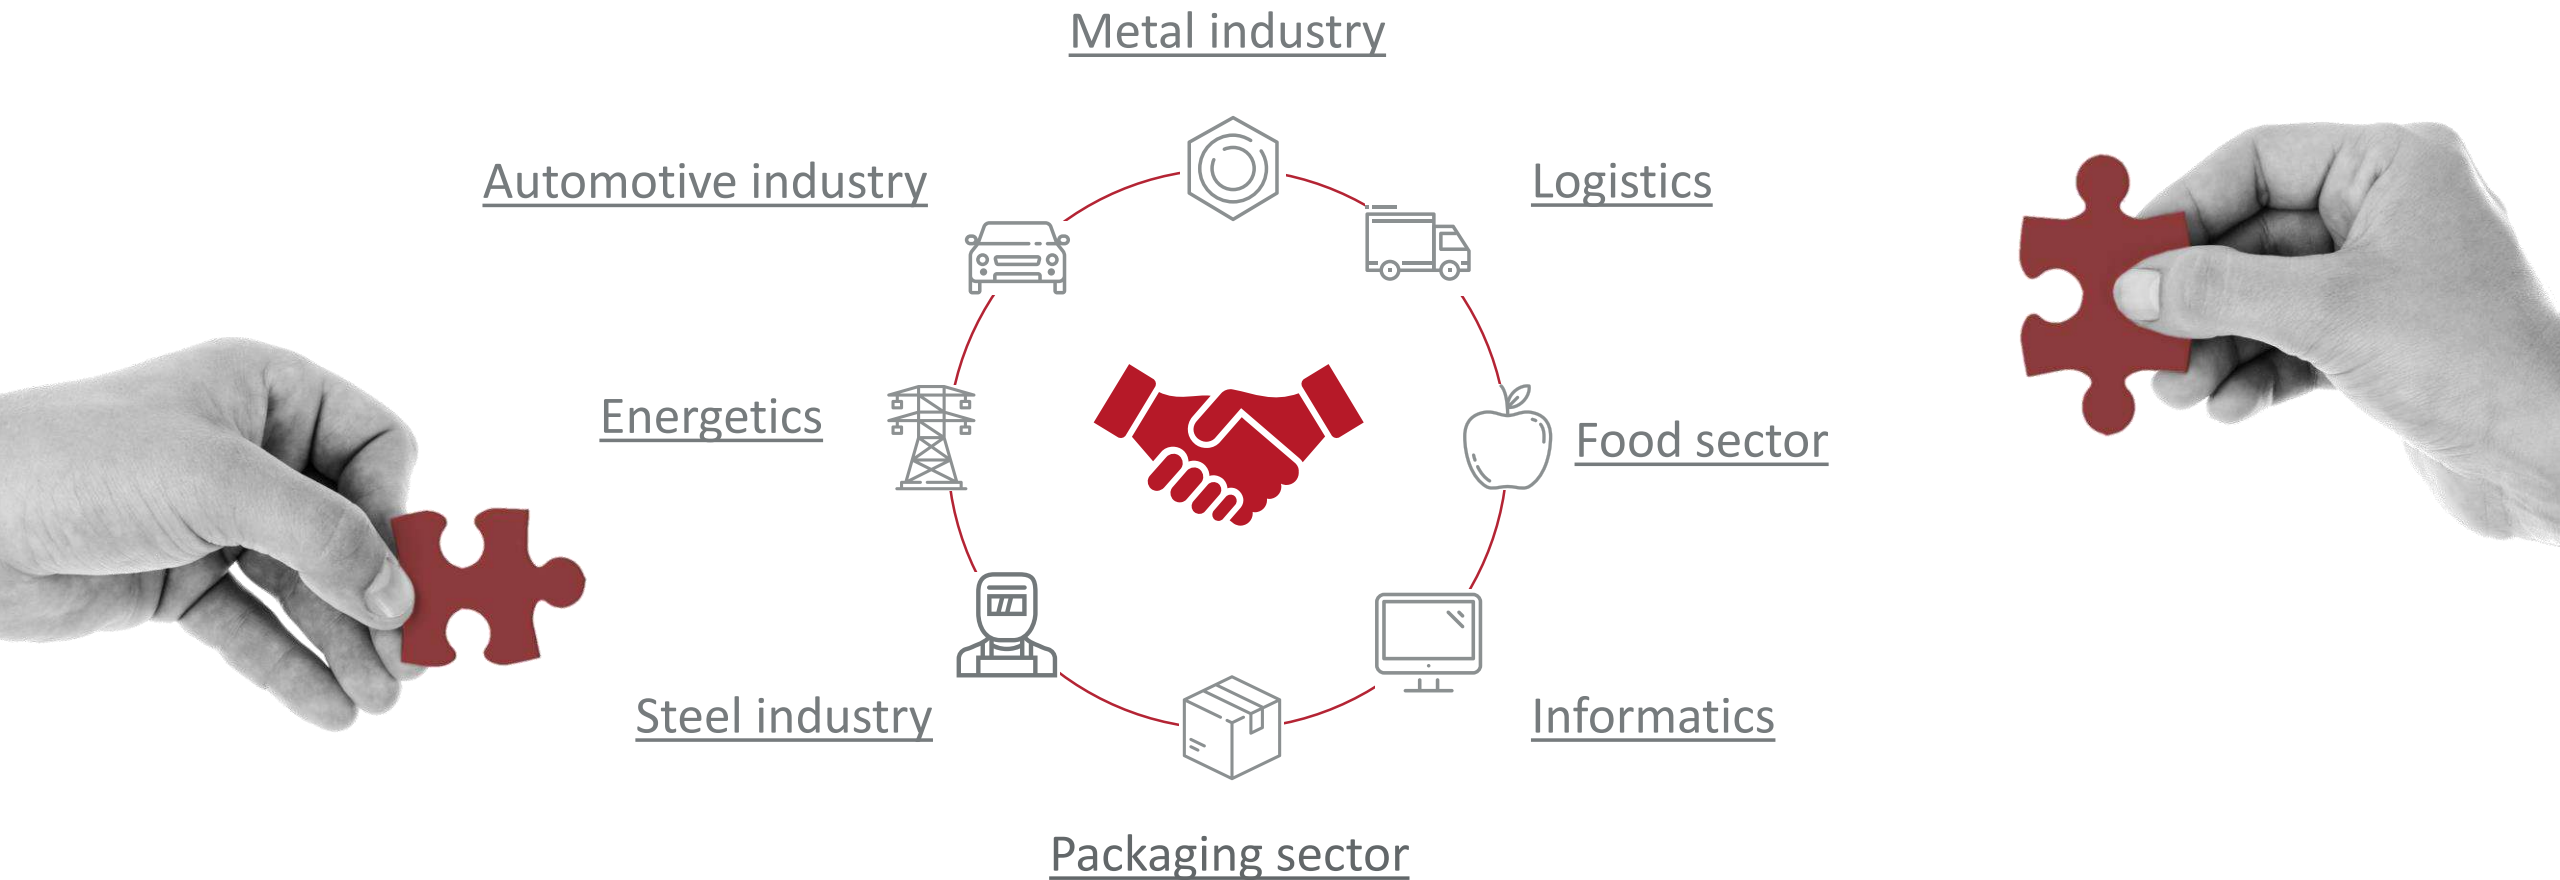 Metal industry
Automotive industry
Logistics
Energetics
Food sector
Steel industry
Informatics
Packaging sector